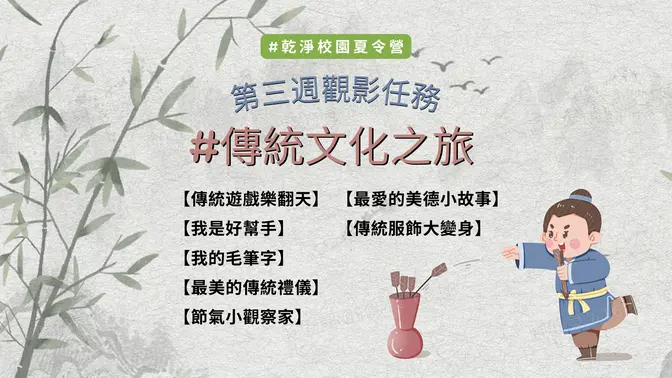 #乾淨校園夏令營
第三週觀影任務
#傳統文化之旅
【傳統遊戲樂翻天】 【最愛的美德小故事】
【我是好幫手】 【傳統服飾大變身】
【我的毛筆字】
【最美的傳統禮儀】
【節氣小觀察家】